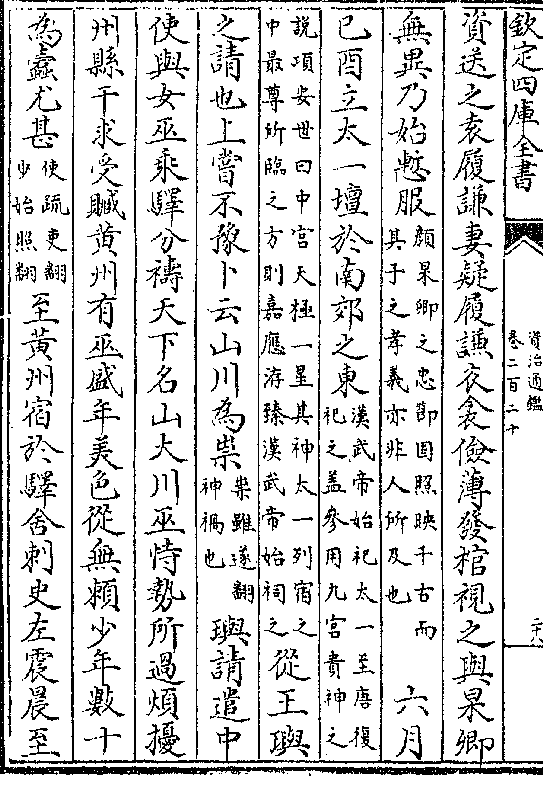 欽定四庫全書
資治通鑑
卷二百二十
二十六
資送之袁履謙妻疑履謙衣衾儉薄發棺視之與杲卿
無異乃始慙服顔杲卿之忠節固照映千古而其子之孝義亦非人所及也六月
已酉立太一壇於南郊之東漢武帝始祀太一至唐復祀之盖參用九宮貴神之
說項安世曰中宫天極一星其神太一列宿之中最尊所臨之方則嘉應洊臻漢武帝始祠之從王璵
之請也上嘗不豫卜云山川為祟祟雖遂翻神禍也璵請遣中
使與女巫乘驛分禱天下名山大川巫恃勢所過煩擾
州縣干求受贓黄州有巫盛年美色從無賴少年數十
為蠹尤甚使疏吏翻少始照翻至黄州宿於驛舍刺史左震晨至